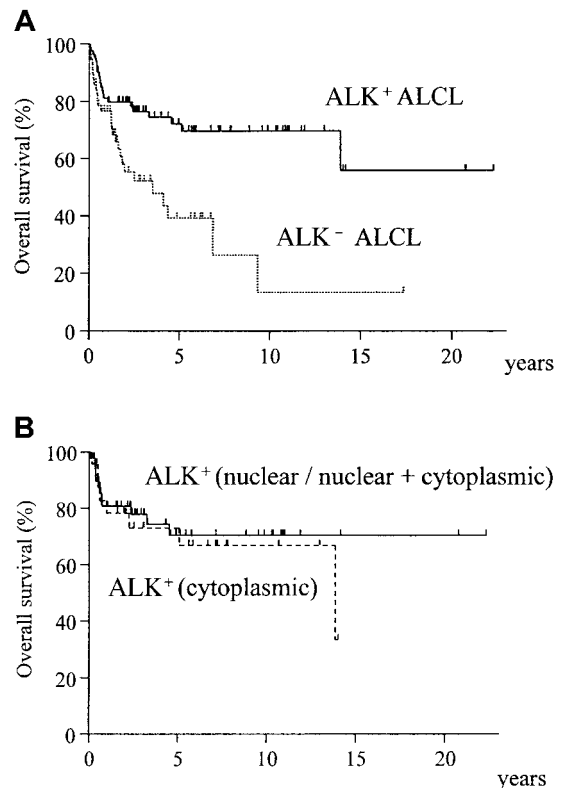 A
Overall survival (%)
100
80
60
40
20
0
ALK⁺ ALCL
ALK⁻ ALCL
0 5 10 15 20
years
B
Overall survival (%)
100
80
60
40
20
0
ALK⁺ (nuclear / nuclear + cytoplasmic)
ALK⁺ (cytoplasmic)
0 5 10 15 20
years